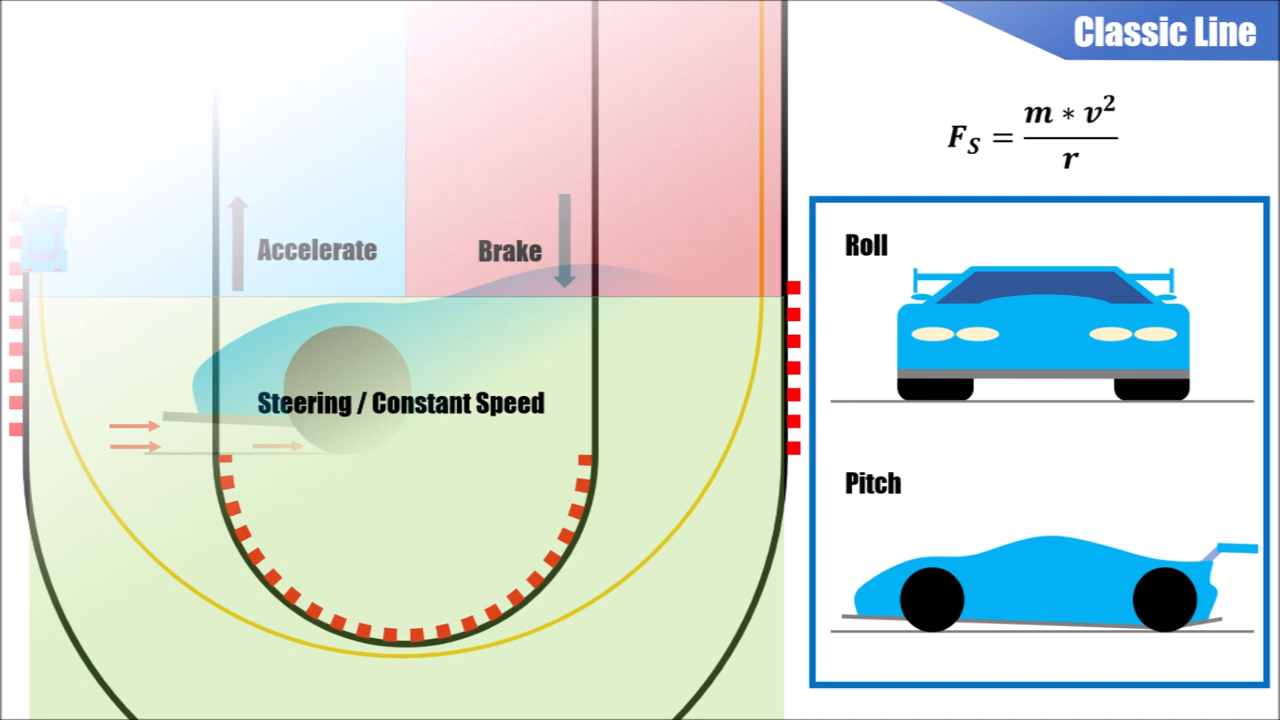 Classic Line
F_S = m * v² / r
Roll
Accelerate
Brake
Steering / Constant Speed
Pitch